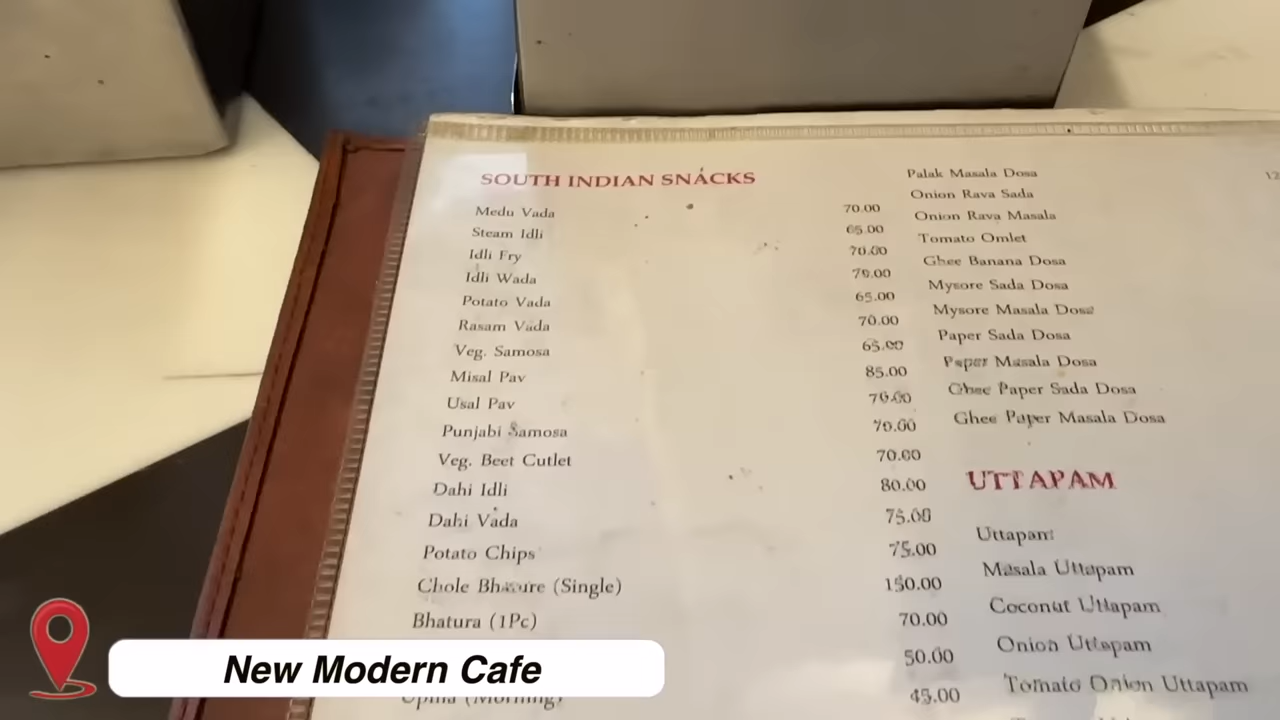 SOUTH INDIAN SNACKS
Medu Vada 70.00
Steam Idli 65.00
Idli Fry 70.00
Idli Wada 70.00
Potato Vada 65.00
Rasam Vada 70.00
Veg. Samosa 65.00
Misal Pav 85.00
Usal Pav 70.00
Punjabi Samosa 70.00
Veg. Beet Cutlet 70.00
Dahi Idli 80.00
Dahi Vada 75.00
Potato Chips 75.00
Chole Bhature (Single) 150.00
Bhatura (1Pc) 70.00
50.00
Upma (Morning) 45.00
Palak Masala Dosa
Onion Rava Sada
Onion Rava Masala
Tomato Omlet
Ghee Banana Dosa
Mysore Sada Dosa
Mysore Masala Dosa
Paper Sada Dosa
Paper Masala Dosa
Ghee Paper Sada Dosa
Ghee Paper Masala Dosa
UTTAPAM
Uttapam
Masala Uttapam
Coconut Uttapam
Onion Uttapam
Tomato Onion Uttapam
New Modern Cafe